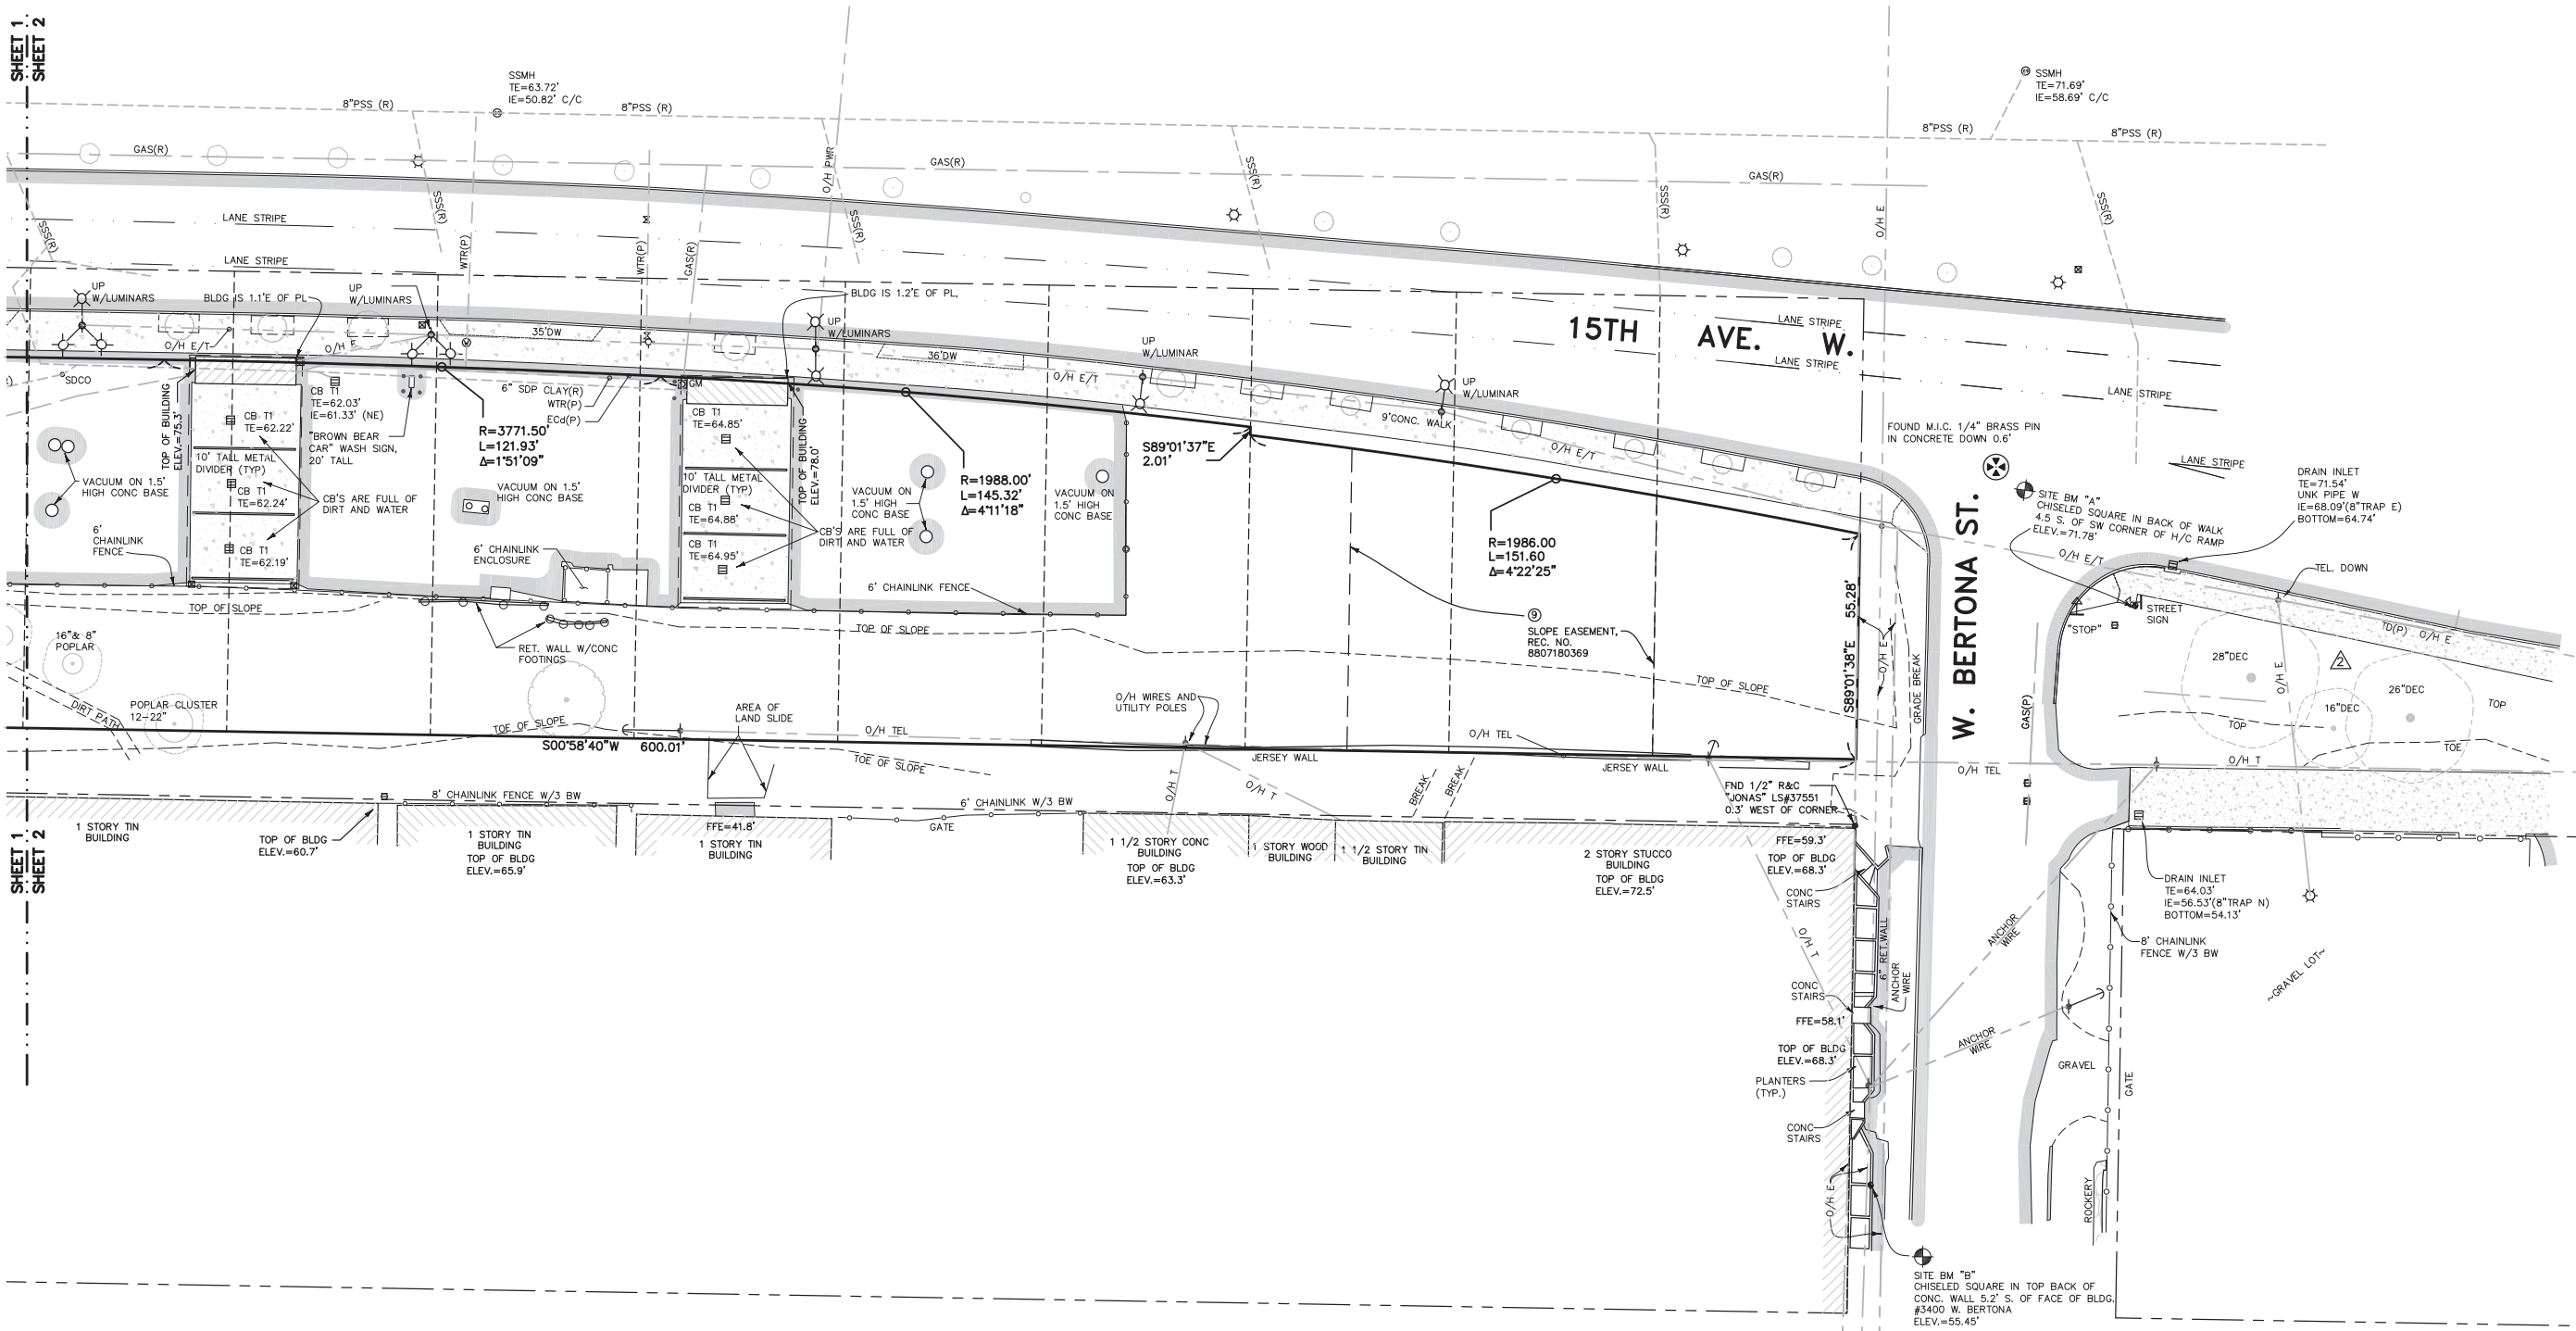 SHEET 1
SHEET 2
SSMH
TE=63.72'
IE=50.82' C/C
SSMH
TE=71.69'
IE=58.69' C/C
8"PSS (R)
8"PSS (R)
8"PSS (R)
8"PSS (R)
GAS(R)
GAS(R)
GAS(R)
SSS(R)
SSS(R)
SSS(R)
SSS(R)
SSS(R)
SSS(R)
O/H PWR
O/H E
WTR(P)
WTR(P)
GAS(R)
LANE STRIPE
LANE STRIPE
LANE STRIPE
LANE STRIPE
LANE STRIPE
LANE STRIPE
15TH AVE. W.
UP
W/LUMINARS
BLDG IS 1.1'E OF PL
UP
W/LUMINARS
BLDG IS 1.2'E OF PL,
UP
W/LUMINARS
UP
W/LUMINAR
UP
W/LUMINAR
35'DW
36'DW
O/H E/T
O/H E
O/H E/T
O/H E/T
O/H E/T
9'CONC. WALK
SDCO
TOP OF BUILDING
ELEV.=75.3'
CB T1
TE=62.22'
10' TALL METAL
DIVIDER (TYP)
CB T1
TE=62.24'
CB T1
TE=62.19'
CB T1
TE=62.03'
IE=61.33' (NE)
"BROWN BEAR
CAR" WASH SIGN,
20' TALL
CB'S ARE FULL OF
DIRT AND WATER
VACUUM ON 1.5'
HIGH CONC BASE
6'
CHAINLINK
FENCE
6" SDP CLAY(R)
WTR(P)
ECd(P)
R=3771.50'
L=121.93'
Δ=1°51'09"
VACUUM ON 1.5'
HIGH CONC BASE
6' CHAINLINK
ENCLOSURE
GM
CB T1
TE=64.85'
10' TALL METAL
DIVIDER (TYP)
CB T1
TE=64.88'
CB T1
TE=64.95'
TOP OF BUILDING
ELEV.=78.0'
CB'S ARE FULL OF
DIRT AND WATER
VACUUM ON
1.5' HIGH
CONC BASE
R=1988.00'
L=145.32'
Δ=4°11'18"
VACUUM ON
1.5' HIGH
CONC BASE
6' CHAINLINK FENCE
S89°01'37"E
2.01'
R=1986.00
L=151.60
Δ=4°22'25"
9
SLOPE EASEMENT,
REC. NO.
8807180369
S89°01'38"E 55.28'
O/H E
GRADE BREAK
W. BERTONA ST.
FOUND M.I.C. 1/4" BRASS PIN
IN CONCRETE DOWN 0.6'
SITE BM "A"
CHISELED SQUARE IN BACK OF WALK
4.5 S. OF SW CORNER OF H/C RAMP
ELEV.=71.78'
DRAIN INLET
TE=71.54'
UNK PIPE W
IE=68.09'(8"TRAP E)
BOTTOM=64.74'
TEL. DOWN
"STOP"
STREET
SIGN
TD(P)
O/H E
O/H E
28"DEC
2
26"DEC
16"DEC
TOP
TOP
TOE
GAS(P)
16"& 8"
POPLAR
DIRT PATH
POPLAR CLUSTER
12-22"
TOP OF SLOPE
RET. WALL W/CONC
FOOTINGS
TOP OF SLOPE
TOP OF SLOPE
TOE OF SLOPE
S00°58'40"W 600.01'
AREA OF
LAND SLIDE
O/H TEL
TOE OF SLOPE
O/H WIRES AND
UTILITY POLES
O/H TEL
JERSEY WALL
JERSEY WALL
O/H TEL
O/H T
O/H T
O/H T
BREAK
BREAK
FND 1/2" R&C
"JONAS" LS#37551
0.3' WEST OF CORNER
8' CHAINLINK FENCE W/3 BW
6' CHAINLINK W/3 BW
GATE
SHEET 1
SHEET 2
1 STORY TIN
BUILDING
TOP OF BLDG
ELEV.=60.7'
1 STORY TIN
BUILDING
TOP OF BLDG
ELEV.=65.9'
FFE=41.8'
1 STORY TIN
BUILDING
1 1/2 STORY CONC
BUILDING
TOP OF BLDG
ELEV.=63.3'
1 STORY WOOD
BUILDING
1 1/2 STORY TIN
BUILDING
2 STORY STUCCO
BUILDING
TOP OF BLDG
ELEV.=72.5'
FFE=59.3'
TOP OF BLDG
ELEV.=68.3'
CONC
STAIRS
O/H T
6" RET.WALL
ANCHOR
WIRE
CONC
STAIRS
FFE=58.1'
TOP OF BLDG
ELEV.=68.3'
PLANTERS
(TYP.)
CONC
STAIRS
O/H E
ANCHOR
WIRE
ANCHOR
WIRE
DRAIN INLET
TE=64.03'
IE=56.53'(8"TRAP N)
BOTTOM=54.13'
8' CHAINLINK
FENCE W/3 BW
~GRAVEL LOT~
GRAVEL
GATE
ROCKERY
SITE BM "B"
CHISELED SQUARE IN TOP BACK OF
CONC. WALL 5.2' S. OF FACE OF BLDG.
#3400 W. BERTONA
ELEV.=55.45'